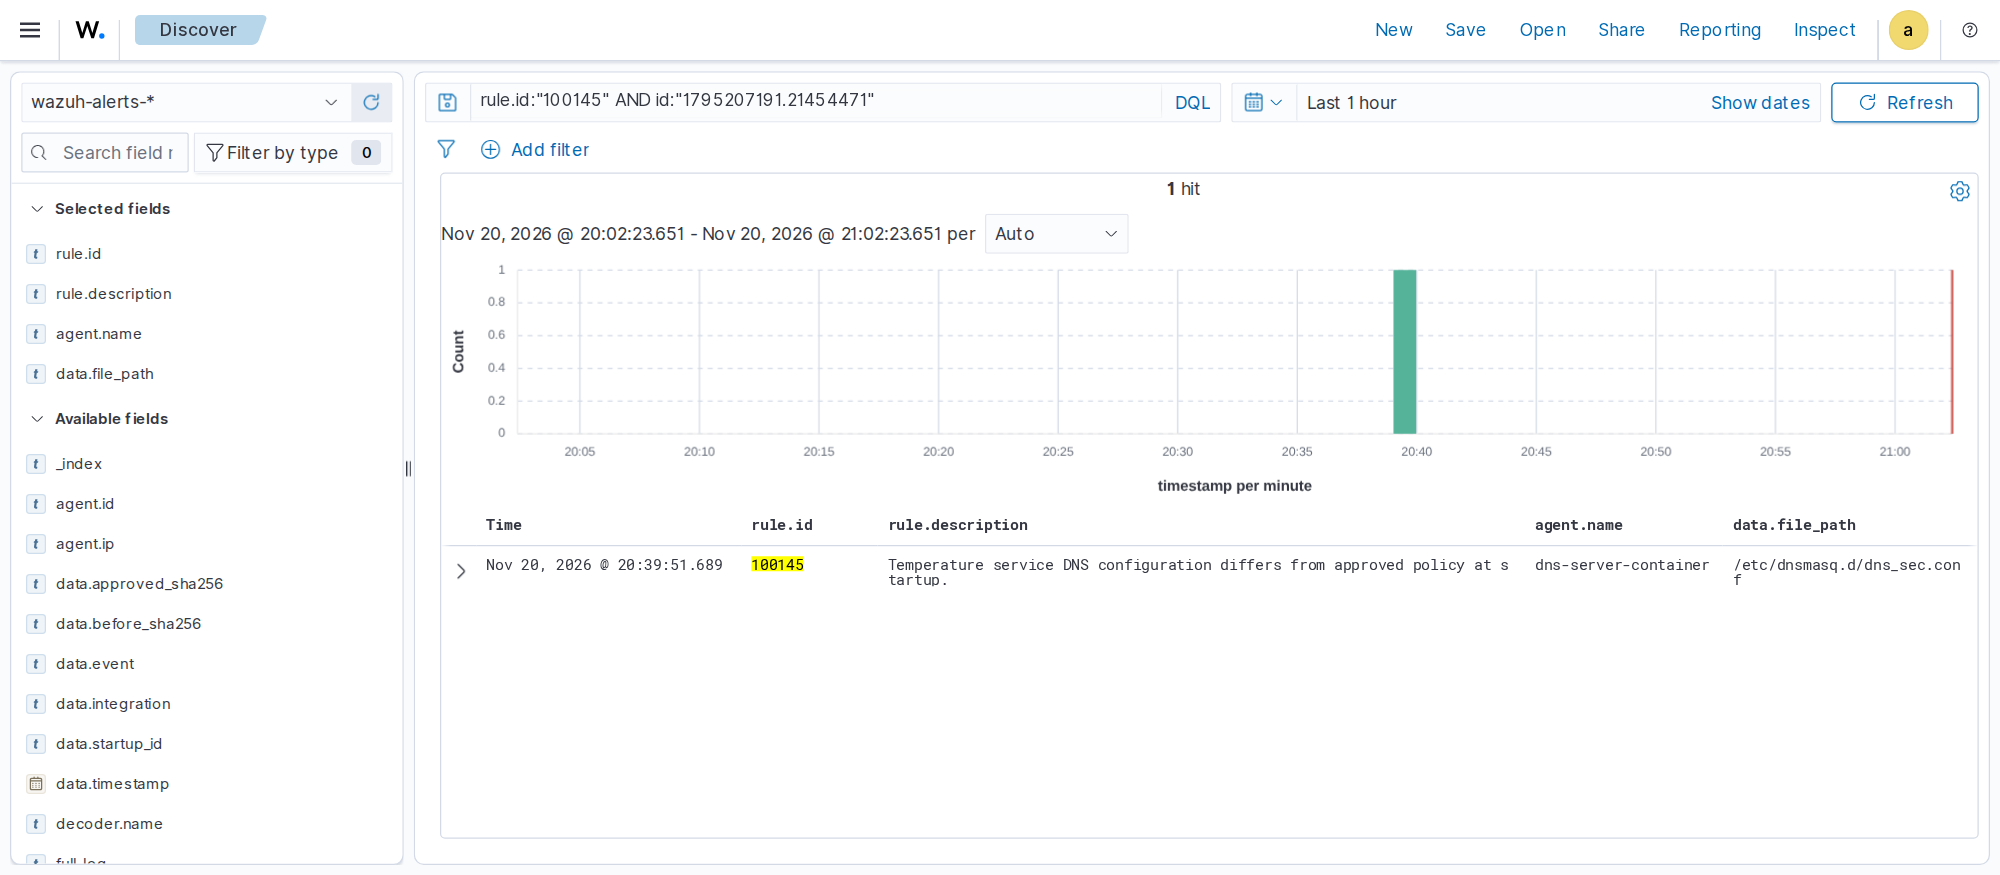 W.
Discover
New
Save
Open
Share
Reporting
Inspect
a
wazuh-alerts-*
rule.id:"100145" AND id:"1795207191.21454471"
DQL
Last 1 hour
Show dates
Refresh
Filter by type
0
Add filter
Selected fields
t rule.id
t rule.description
t agent.name
t data.file_path
Available fields
t _index
t agent.id
t agent.ip
t data.approved_sha256
t data.before_sha256
t data.event
t data.integration
t data.startup_id
data.timestamp
t decoder.name
1 hit
Nov 20, 2026 @ 20:02:23.651 - Nov 20, 2026 @ 21:02:23.651 per
Auto
Count
1
0.8
0.6
0.4
0.2
0
20:05
20:10
20:15
20:20
20:25
20:30
20:35
20:40
20:45
20:50
20:55
21:00
timestamp per minute
Time
rule.id
rule.description
agent.name
data.file_path
Nov 20, 2026 @ 20:39:51.689
100145
Temperature service DNS configuration differs from approved policy at s
tartup.
dns-server-container
/etc/dnsmasq.d/dns_sec.con
f